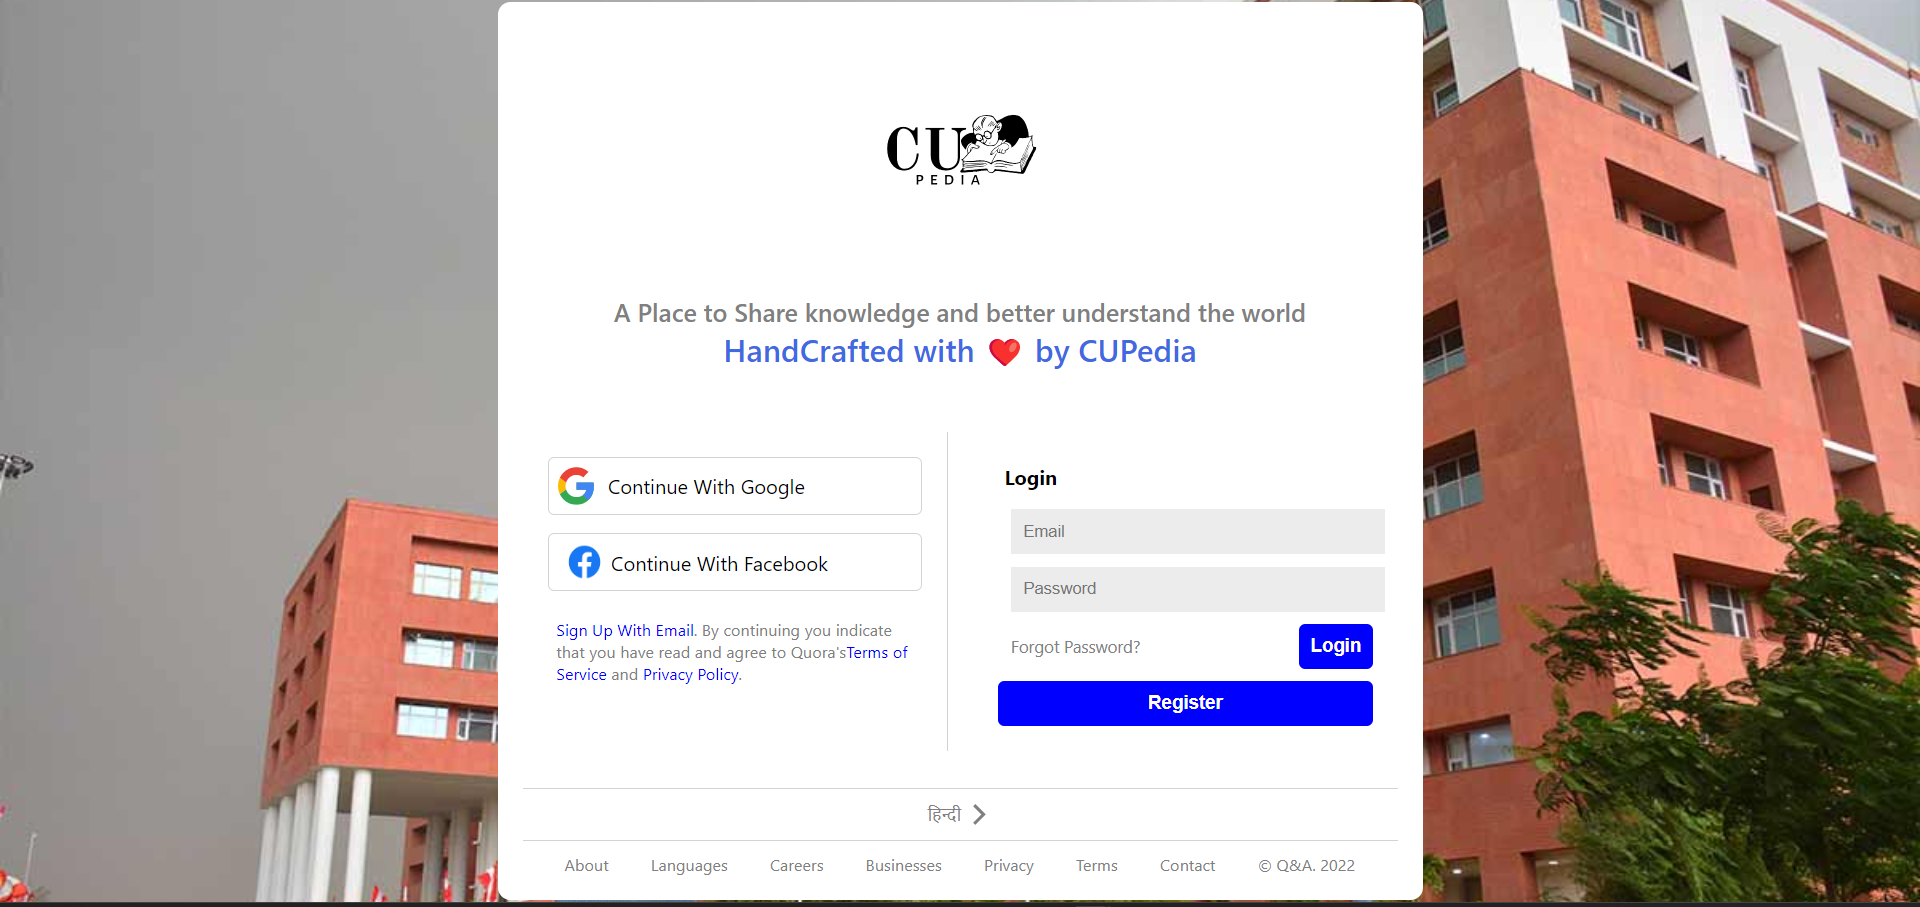 CU
PEDIA
A Place to Share knowledge and better understand the world
HandCrafted with ❤️ by CUPedia
Continue With Google
Continue With Facebook
Sign Up With Email. By continuing you indicate
that you have read and agree to Quora'sTerms of
Service and Privacy Policy.
Login
Email
Password
Forgot Password?
Login
Register
हिन्दी
About
Languages
Careers
Businesses
Privacy
Terms
Contact
© Q&A. 2022